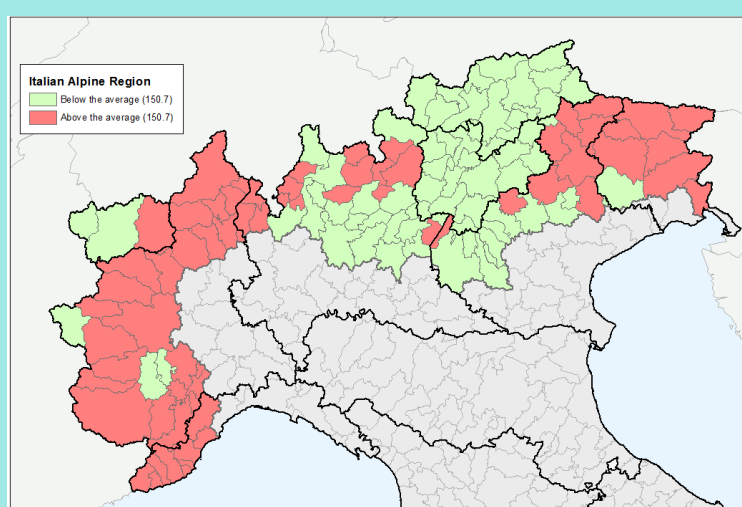 Italian Alpine Region
Below the average (150.7)
Above the average (150.7)